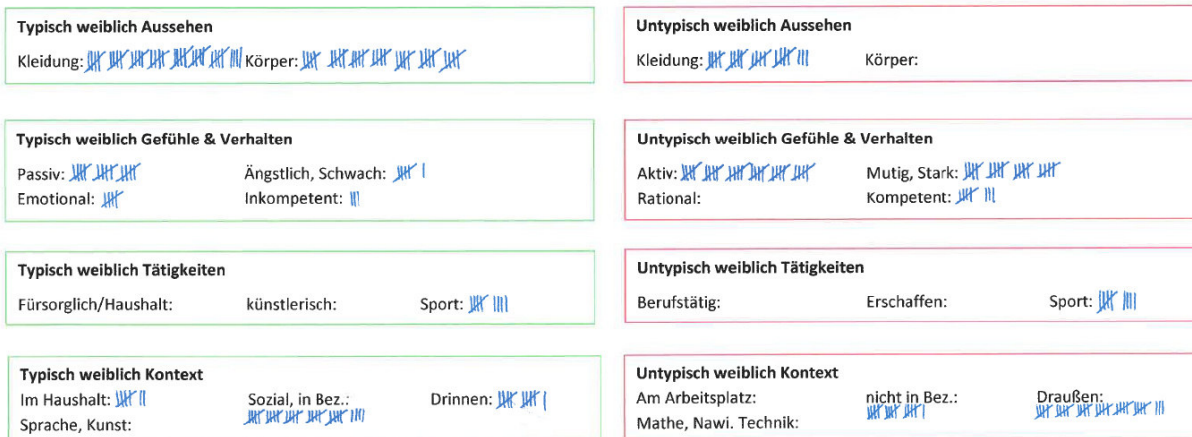 Typisch weiblich Aussehen
Kleidung: Körper:
Untypisch weiblich Aussehen
Kleidung: Körper:
Typisch weiblich Gefühle & Verhalten
Passiv: Ängstlich, Schwach:
Emotional: Inkompetent:
Untypisch weiblich Gefühle & Verhalten
Aktiv: Mutig, Stark:
Rational: Kompetent:
Typisch weiblich Tätigkeiten
Fürsorglich/Haushalt: künstlerisch: Sport:
Untypisch weiblich Tätigkeiten
Berufstätig: Erschaffen: Sport:
Typisch weiblich Kontext
Im Haushalt: Sozial, in Bez.: Drinnen:
Sprache, Kunst:
Untypisch weiblich Kontext
Am Arbeitsplatz: nicht in Bez.: Draußen:
Mathe, Nawi. Technik: